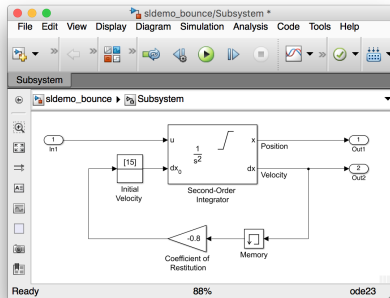 sldemo_bounce/Subsystem *
File Edit View Display Diagram Simulation Analysis Code Tools Help
Subsystem
sldemo_bounce ▶ Subsystem
1
In1
[15]
Initial
Velocity
u
dx0
1
s²
x
dx
Second-Order
Integrator
Position
Velocity
1
Out1
2
Out2
-0.8
Coefficient of
Restitution
Memory
Ready 88% ode23